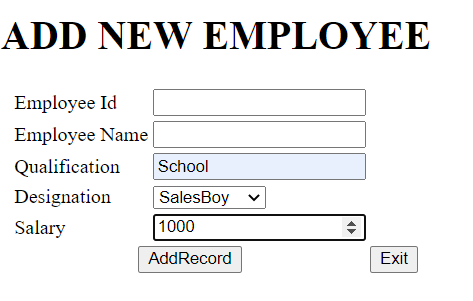 ADD NEW EMPLOYEE
Employee Id
Employee Name
Qualification School
Designation SalesBoy
Salary 1000
AddRecord Exit